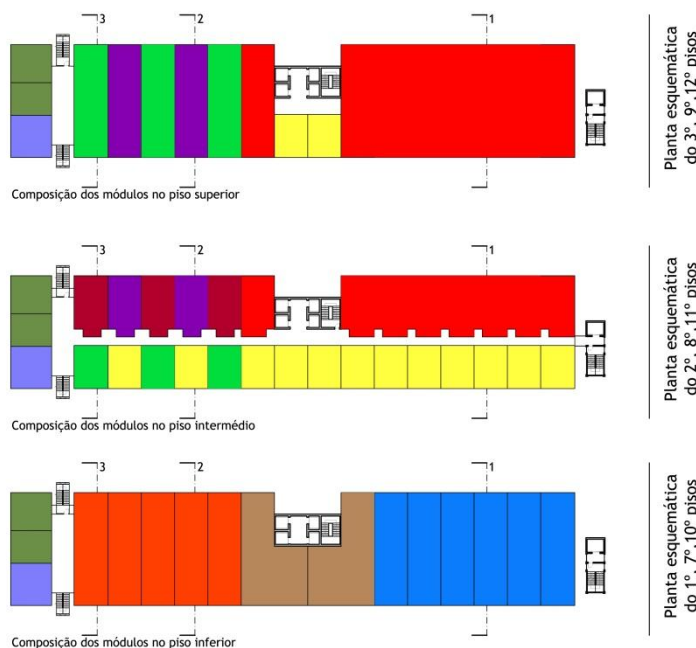 3
2
1
Composição dos módulos no piso superior
Planta esquemática
do 3º, 9º,12º pisos
3
2
1
Composição dos módulos no piso intermédio
Planta esquemática
do 2º, 8º,11º pisos
3
2
1
Composição dos módulos no piso inferior
Planta esquemática
do 1º, 7º,10º pisos